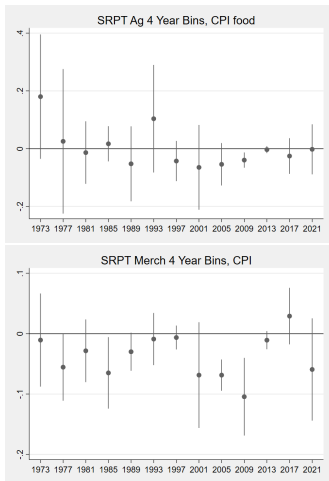 SRPT Ag 4 Year Bins, CPI food
.4
.2
0
-.2
1973 1977 1981 1985 1989 1993 1997 2001 2005 2009 2013 2017 2021
SRPT Merch 4 Year Bins, CPI
.1
0
-.1
-.2
1973 1977 1981 1985 1989 1993 1997 2001 2005 2009 2013 2017 2021